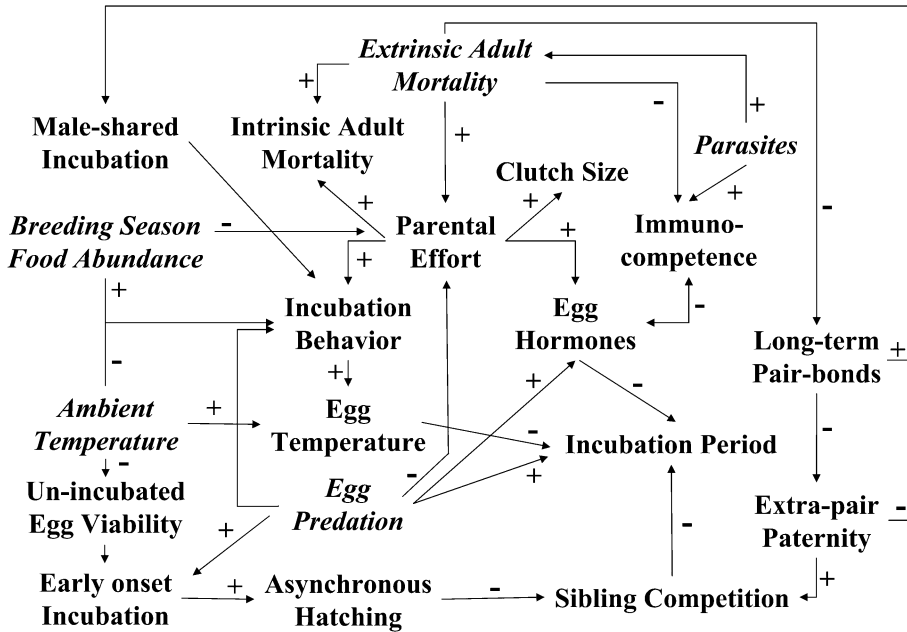 Extrinsic Adult
Mortality
+
-
+
+
Male-shared
Incubation
Intrinsic Adult
Mortality
Parasites
Clutch Size
+
+
+
+
-
Breeding Season
Food Abundance
-
Parental
Effort
Immuno-
competence
+
+
Incubation
Behavior
Egg
Hormones
-
Long-term
Pair-bonds
+
-
+
+
-
Ambient
Temperature
+
Egg
Temperature
-
Incubation Period
-
-
Un-incubated
Egg Viability
-
+
Egg
Predation
Extra-pair
Paternity
-
+
-
+
Early onset
Incubation
+
Asynchronous
Hatching
-
Sibling Competition